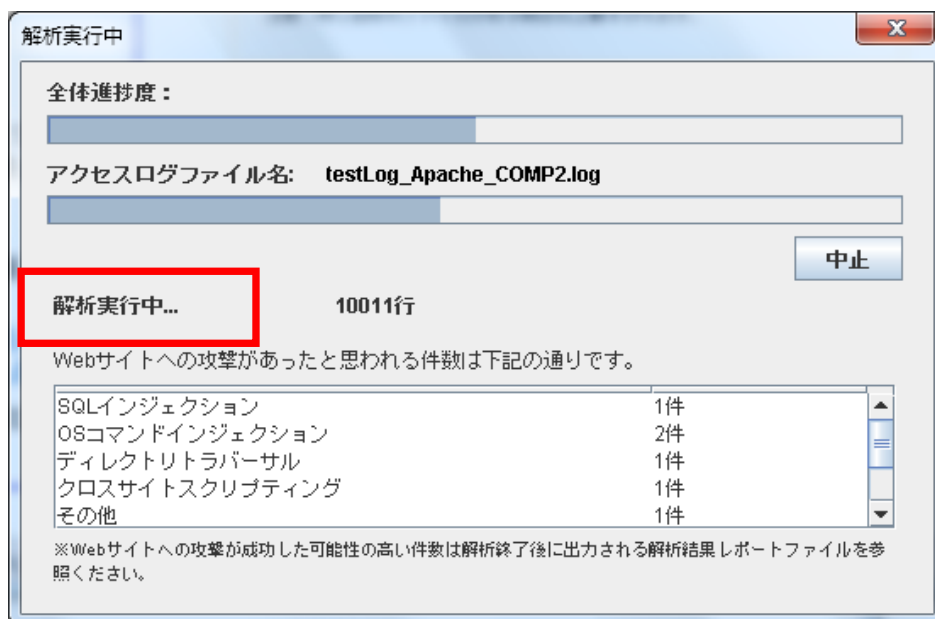 解析実行中
全体進捗度:
アクセスログファイル名: testLog_Apache_COMP2.log
中止
解析実行中... 10011行
Webサイトへの攻撃があったと思われる件数は下記の通りです。
SQLインジェクション 1件
OSコマンドインジェクション 2件
ディレクトリトラバーサル 1件
クロスサイトスクリプティング 1件
その他 1件
※Webサイトへの攻撃が成功した可能性の高い件数は解析終了後に出力される解析結果レポートファイルを参
照ください。